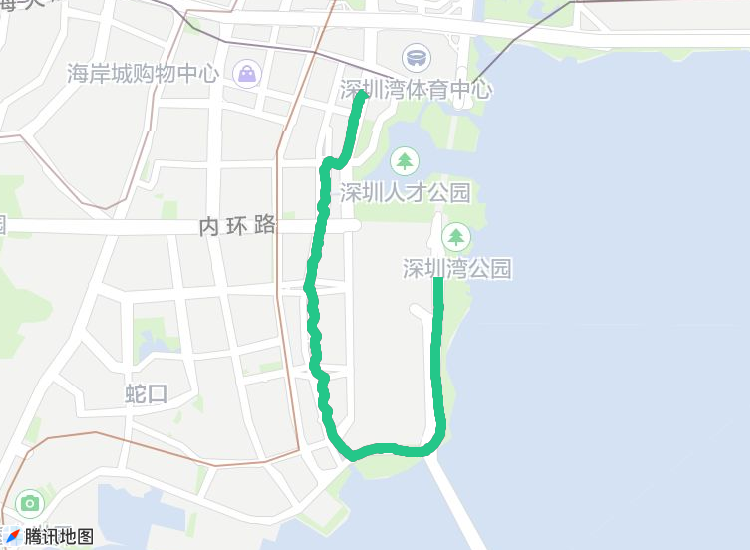 海岸城购物中心
深圳湾体育中心
深圳人才公园
内环路
深圳湾公园
蛇口
腾讯地图